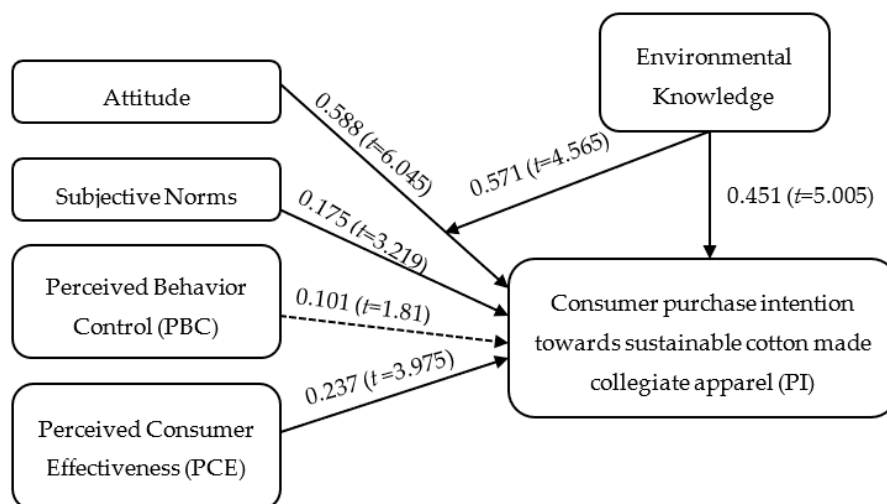 Environmental
Knowledge
Attitude
0.588 (t=6.045)
0.571 (t=4.565)
0.451 (t=5.005)
Subjective Norms
0.175 (t=3.219)
Perceived Behavior
Control (PBC)
0.101 (t=1.81)
Consumer purchase intention
towards sustainable cotton made
collegiate apparel (PI)
0.237 (t =3.975)
Perceived Consumer
Effectiveness (PCE)